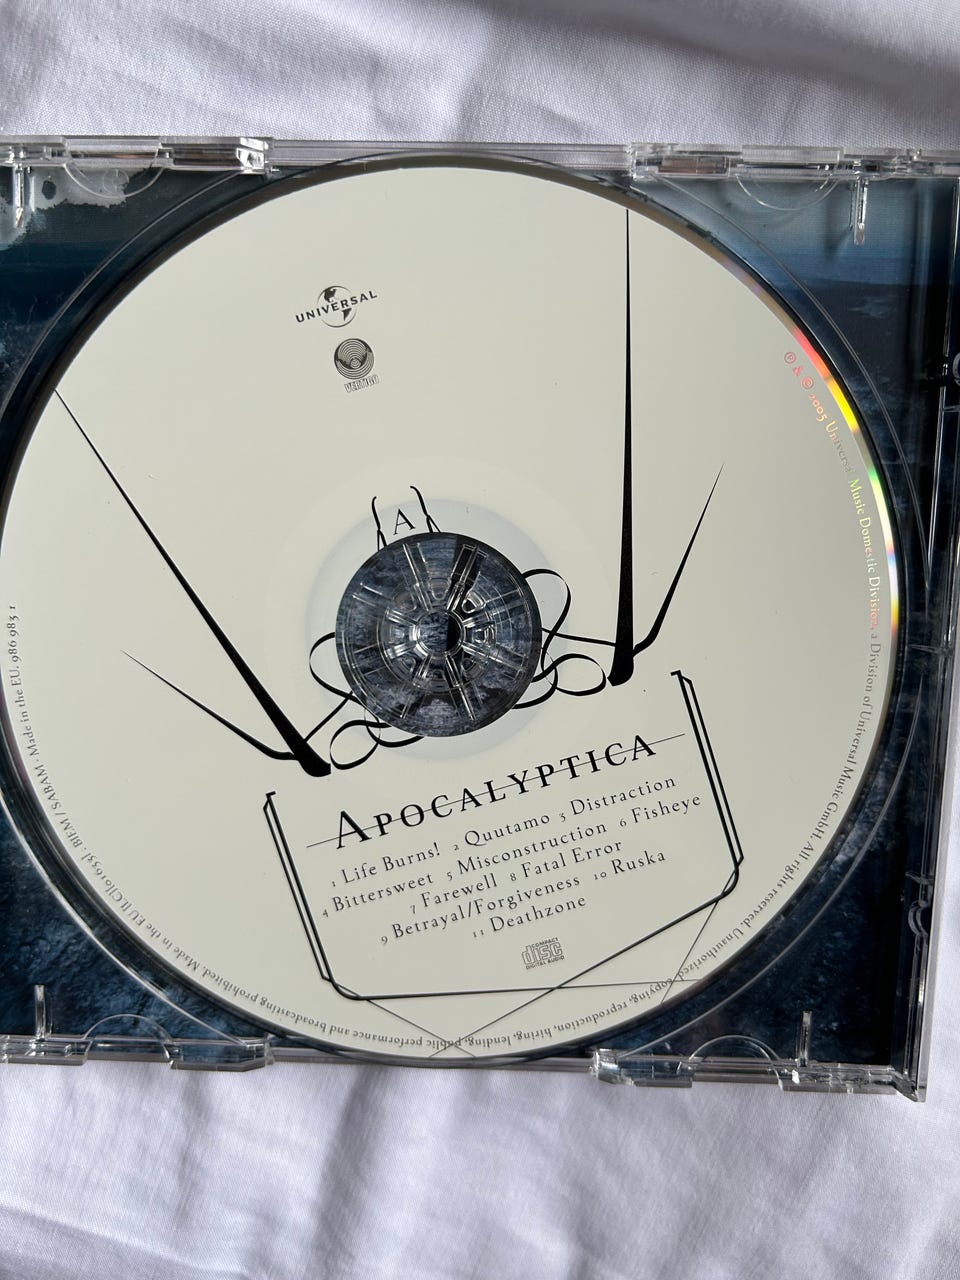 UNIVERSAL
VERTIGO
A
APOCALYPTICA
1 Life Burns! 2 Quutamo 3 Distraction
4 Bittersweet 5 Misconstruction 6 Fisheye
7 Farewell 8 Fatal Error
9 Betrayal/Forgiveness 10 Ruska
11 Deathzone
COMPACT
disc
DIGITAL AUDIO
℗ & © 2005 Universal Music Domestic Division, a Division of Universal Music GmbH. All rights reserved. Unauthorized copying, reproduction, hiring, lending, public performance and broadcasting prohibited. Made in the EU. BIEM / SABAM · Made in the EU. 986 983 1